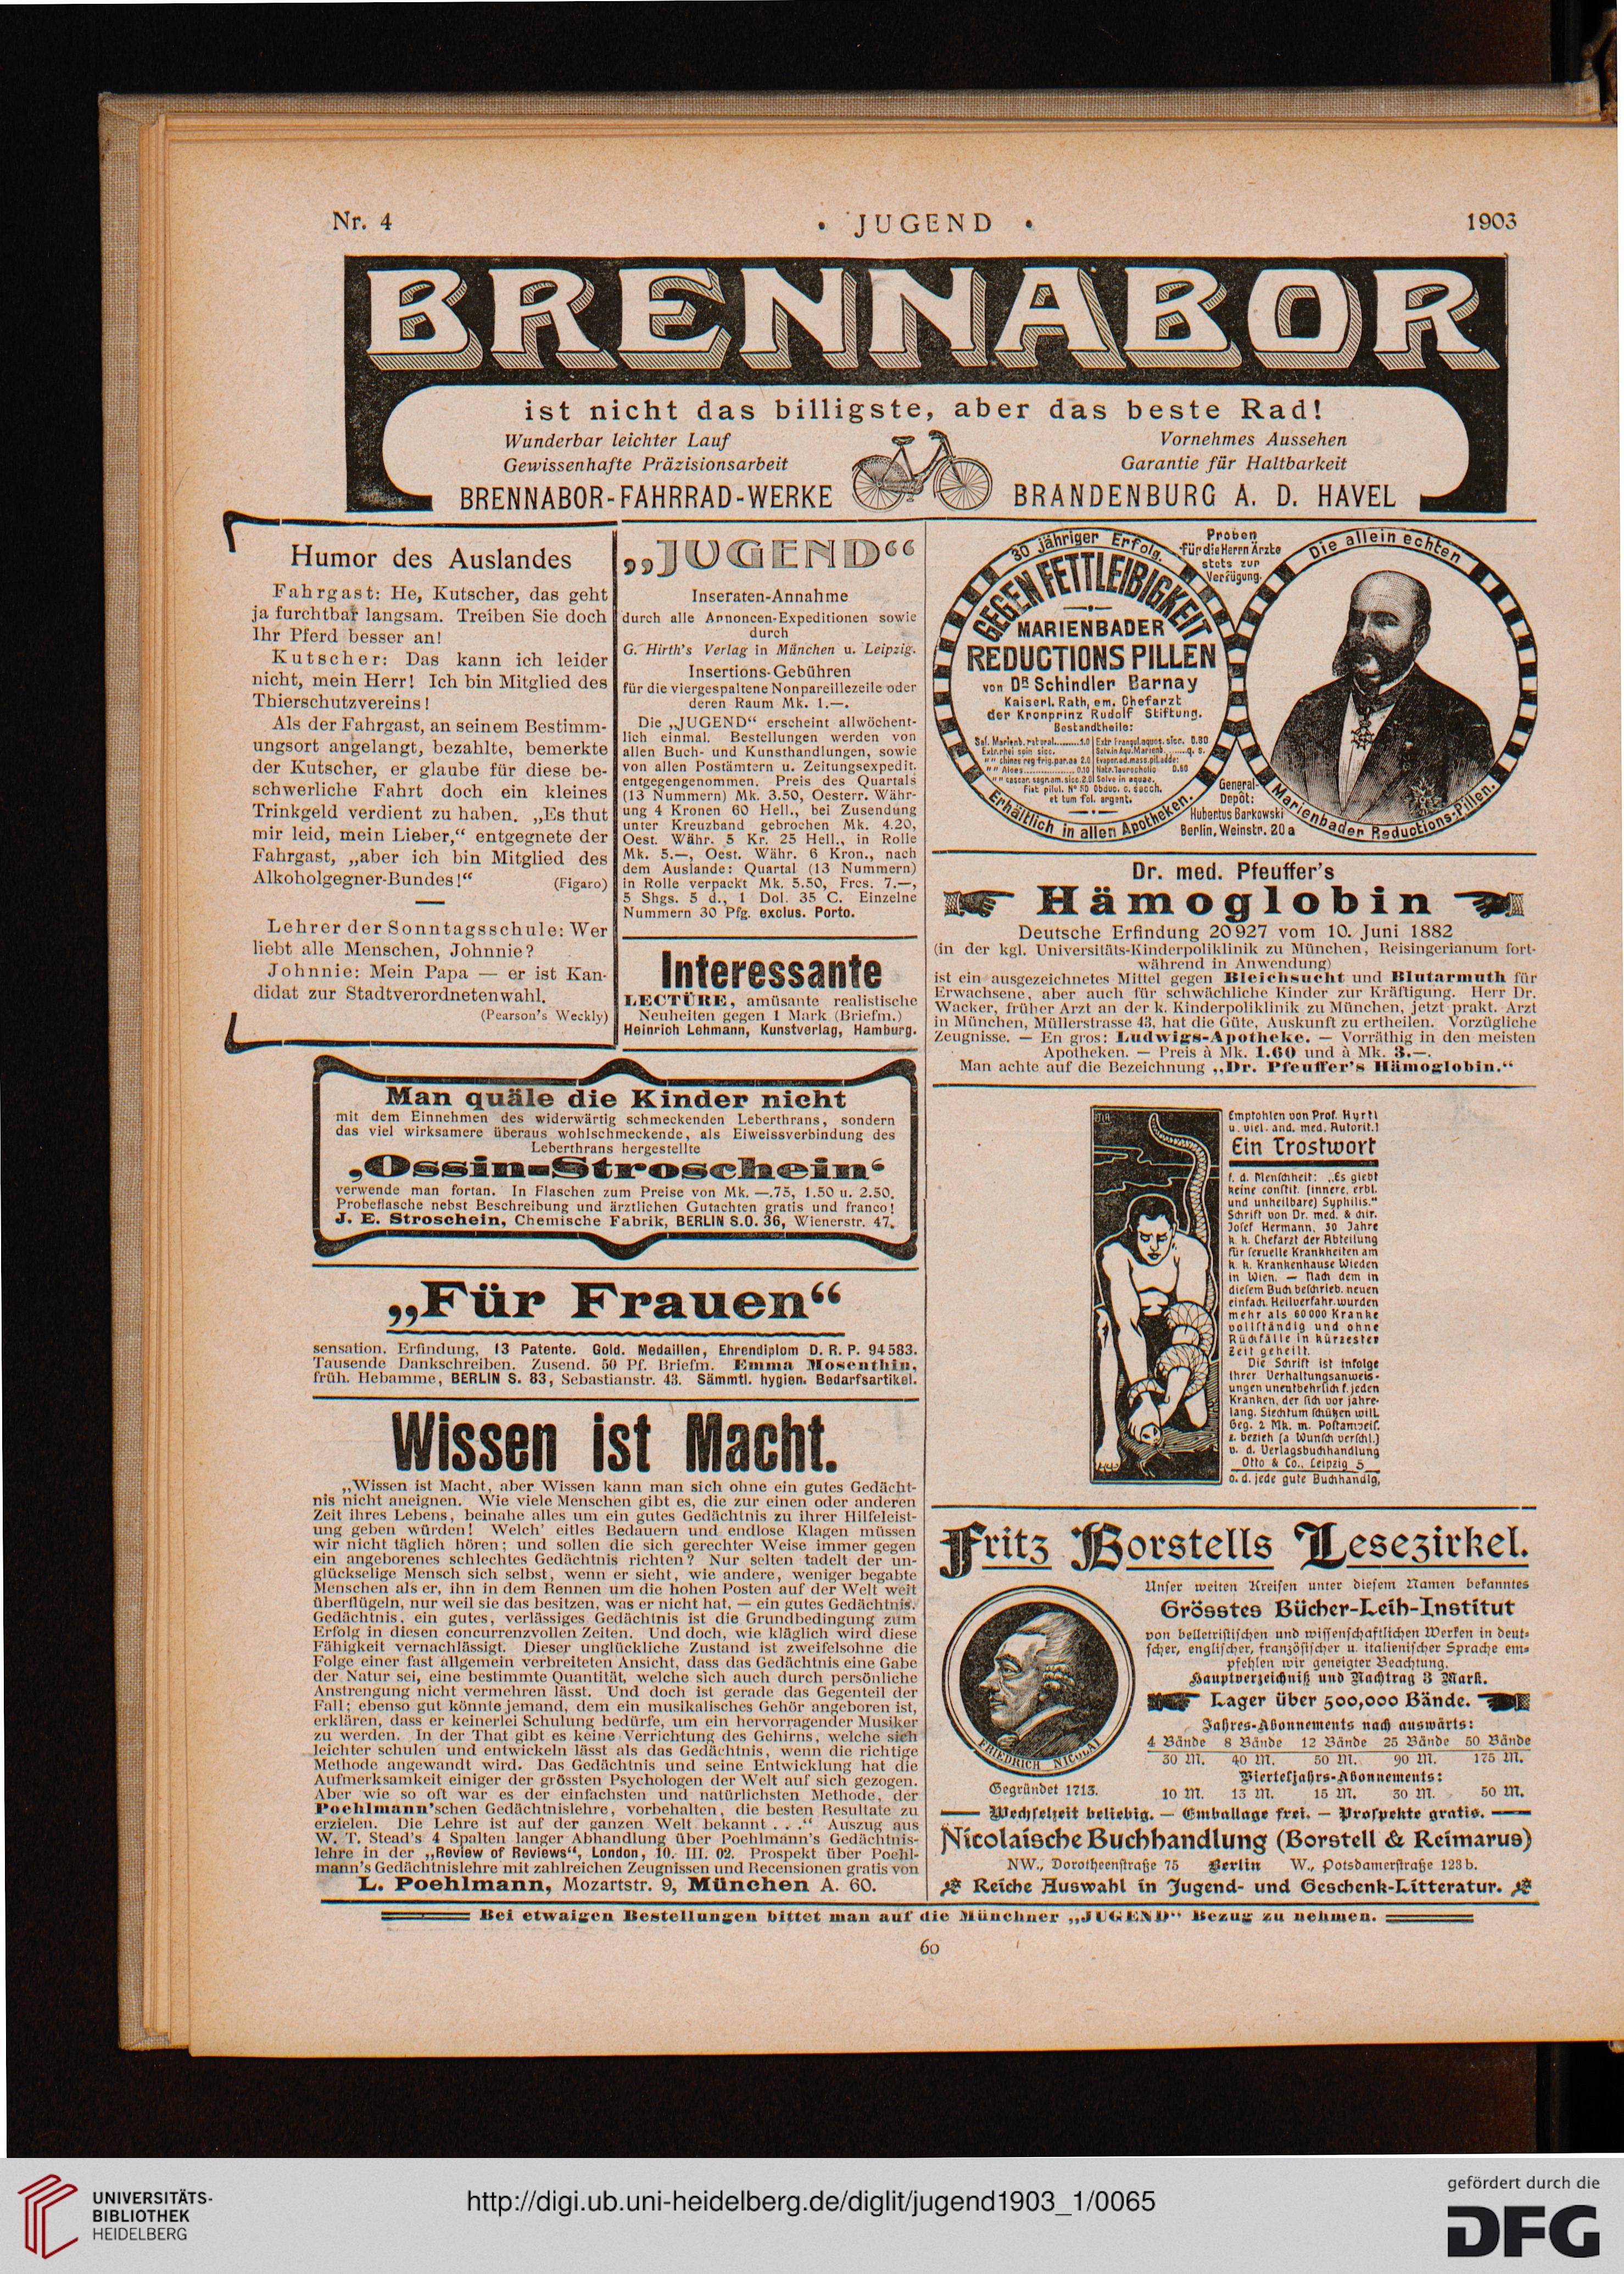 Nr. 4
• JUGEND •
1903
BRENNABOR
ist nicht das billigste, aber das beste Rad!
Wunderbar leichter Lauf
Gewissenhafte Präzisionsarbeit
Vornehmes Aussehen
Garantie für Haltbarkeit
BRENNABOR-FAHRRAD-WERKE
BRANDENBURG A. D. HAVEL
Humor des Auslandes
Fahrgast: He, Kutscher, das geht
ja furchtbar langsam. Treiben Sie doch
Ihr Pferd besser an!
Kutscher: Das kann ich leider
nicht, mein Herr! Ich bin Mitglied des
Thierschutzvereins!
Als der Fahrgast, an seinem Bestimm-
ungsort angelangt, bezahlte, bemerkte
der Kutscher, er glaube für diese be-
schwerliche Fahrt doch ein kleines
Trinkgeld verdient zu haben. „Es thut
mir leid, mein Lieber,“ entgegnete der
Fahrgast, „aber ich bin Mitglied des
Alkoholgegner-Bundes!“
(Figaro)
Lehrer der Sonntagsschule: Wer
liebt alle Menschen, Johnnie?
Johnnie: Mein Papa — er ist Kan-
didat zur Stadtverordnetenwahl.
(Pearson's Weekly)
„JUGEND“
Inseraten-Annahme
durch alle Annoncen-Expeditionen sowie
durch
G. Hirth's Verlag in München u. Leipzig.
Insertions-Gebühren
für die viergespaltene Nonpareillezeile oder
deren Raum Mk. 1.—.
Die „JUGEND“ erscheint allwöchent-
lich einmal. Bestellungen werden von
allen Buch- und Kunsthandlungen, sowie
von allen Postämtern u. Zeitungsexpedit.
entgegengenommen. Preis des Quartals
(13 Nummern) Mk. 3.50, Oesterr. Währ-
ung 4 Kronen 60 Hell., bei Zusendung
unter Kreuzband gebrochen Mk. 4.20,
Oest. Währ. 5 Kr. 25 Hell., in Rolle
Mk. 5.—, Oest. Währ. 6 Kron., nach
dem Auslande: Quartal (13 Nummern)
in Rolle verpackt Mk. 5.50, Frcs. 7.—,
5 Shgs. 5 d., 1 Dol. 35 C. Einzelne
Nummern 30 Pfg. exclus. Porto.
Interessante
LECTÜRE, amüsante realistische
Neuheiten gegen 1 Mark (Briefm.)
Heinrich Lehmann, Kunstverlag, Hamburg.
30 jähriger Erfolg.
GEGEN FETTLEIBIGKEIT
MARIENBADER
REDUCTIONS PILLEN
von DR Schindler Barnay
Kaiserl. Rath, em. Chefarzt
der Kronprinz Rudolf Stiftung.
Bestandtheile:
Erhältlich in allen Apotheken.
Proben
für die Herrn Ärzte
stets zur
Verfügung.
General-
Depôt:
Hubertus Barkowski
Berlin, Weinstr. 20a
Die allein echten
Marienbader Reductions-Pillen.
Dr. med. Pfeuffer's
Hämoglobin
Deutsche Erfindung 20927 vom 10. Juni 1882
(in der kgl. Universitäts-Kinderpoliklinik zu München, Reisingerianum fort-
während in Anwendung)
ist ein ausgezeichnetes Mittel gegen Bleichsucht und Blutarmuth für
Erwachsene, aber auch für schwächliche Kinder zur Kräftigung. Herr Dr.
Wacker, früher Arzt an der k. Kinderpoliklinik zu München, jetzt prakt. Arzt
in München, Müllerstrasse 43, hat die Güte, Auskunft zu ertheilen. Vorzügliche
Zeugnisse. — En gros: Ludwigs-Apotheke. — Vorräthig in den meisten
Apotheken. — Preis à Mk. 1.60 und à Mk. 3.—.
Man achte auf die Bezeichnung „Dr. Pfeuffer's Hämoglobin.“
Man quäle die Kinder nicht
mit dem Einnehmen des widerwärtig schmeckenden Leberthrans, sondern
das viel wirksamere überaus wohlschmeckende, als Eiweissverbindung des
Leberthrans hergestellte
‚Ossin-Stroschein‘
verwende man fortan. In Flaschen zum Preise von Mk. —.75, 1.50 u. 2.50.
Probeflasche nebst Beschreibung und ärztlichen Gutachten gratis und franco!
J. E. Stroschein, Chemische Fabrik, BERLIN S.O. 36, Wienerstr. 47.
„Für Frauen“
sensation. Erfindung, 13 Patente. Gold. Medaillen, Ehrendiplom D. R. P. 94583.
Tausende Dankschreiben. Zusend. 50 Pf. Briefm. Emma Mosenthin,
früh. Hebamme, BERLIN S. 83, Sebastianstr. 43. Sämmtl. hygien. Bedarfsartikel.
Wissen ist Macht.
„Wissen ist Macht, aber Wissen kann man sich ohne ein gutes Gedächt-
nis nicht aneignen. Wie viele Menschen gibt es, die zur einen oder anderen
Zeit ihres Lebens, beinahe alles um ein gutes Gedächtnis zu ihrer Hilfeleist-
ung geben würden! Welch' eitles Bedauern und endlose Klagen müssen
wir nicht täglich hören; und sollen die sich gerechter Weise immer gegen
ein angeborenes schlechtes Gedächtnis richten? Nur selten tadelt der un-
glückselige Mensch sich selbst, wenn er sieht, wie andere, weniger begabte
Menschen als er, ihn in dem Rennen um die hohen Posten auf der Welt weit
überflügeln, nur weil sie das besitzen, was er nicht hat, — ein gutes Gedächtnis.
Gedächtnis, ein gutes, verlässiges Gedächtnis ist die Grundbedingung zum
Erfolg in diesen concurrenzvollen Zeiten. Und doch, wie kläglich wird diese
Fähigkeit vernachlässigt. Dieser unglückliche Zustand ist zweifelsohne die
Folge einer fast allgemein verbreiteten Ansicht, dass das Gedächtnis eine Gabe
der Natur sei, eine bestimmte Quantität, welche sich auch durch persönliche
Anstrengung nicht vermehren lässt. Und doch ist gerade das Gegenteil der
Fall; ebenso gut könnte jemand, dem ein musikalisches Gehör angeboren ist,
erklären, dass er keinerlei Schulung bedürfe, um ein hervorragender Musiker
zu werden. In der That gibt es keine Verrichtung des Gehirns, welche sich
leichter schulen und entwickeln lässt als das Gedächtnis, wenn die richtige
Methode angewandt wird. Das Gedächtnis und seine Entwicklung hat die
Aufmerksamkeit einiger der grössten Psychologen der Welt auf sich gezogen.
Aber wie so oft war es der einfachsten und natürlichsten Methode, der
Poehlmann'schen Gedächtnislehre, vorbehalten, die besten Resultate zu
erzielen. Die Lehre ist auf der ganzen Welt bekannt . . .“ Auszug aus
W. T. Stead's 4 Spalten langer Abhandlung über Poehlmann's Gedächtnis-
lehre in der „Review of Reviews“, London, 10. III. 02. Prospekt über Poehl-
mann's Gedächtnislehre mit zahlreichen Zeugnissen und Recensionen gratis von
L. Poehlmann, Mozartstr. 9, München A. 60.
Empfohlen von Prof. Hyrtl
u. viel. and. med. Autorit.!
Ein Trostwort
f. d. Menschheit: „Es giebt
keine constit. (innere, erbl.
und unheilbare) Syphilis.“
Schrift von Dr. med. & chir.
Josef Hermann, 30 Jahre
k. k. Chefarzt der Abteilung
für sexuelle Krankheiten am
k. k. Krankenhause Wieden
in Wien. — Nach dem in
diesem Buch beschrieb. neuen
einfach. Heilverfahr. wurden
mehr als 60000 Kranke
vollständig und ohne
Rückfälle in kürzester
Zeit geheilt.
Die Schrift ist infolge
ihrer Verhaltungsanweis-
ungen unentbehrlich f. jeden
Kranken, der sich vor jahre-
lang. Siechtum schützen will.
Geg. 2 Mk. m. Postanweis.
z. bezieh (a Wunsch verschl.)
v. d. Verlagsbuchhandlung
Otto & Co., Leipzig 5
o. d. jede gute Buchhandlg.
Fritz Borstells Lesezirkel.
Unser weiten Kreisen unter diesem Namen bekanntes
Grösstes Bücher-Leih-Institut
von belletristischen und wissenschaftlichen Werken in deut-
scher, englischer, französischer u. italienischer Sprache em-
pfehlen wir geneigter Beachtung.
Hauptverzeichniß und Nachtrag 3 Mark.
Lager über 500,000 Bände.
Jahres-Abonnements nach auswärts:
4 Bände 8 Bände 12 Bände 25 Bände 50 Bände
30 M. 40 M. 50 M. 90 M. 175 M.
Vierteljahrs-Abonnements:
10 M. 13 M. 15 M. 30 M. 50 M.
FRIEDRICH NICOLAI
Gegründet 1713.
Wechselzeit beliebig. — Emballage frei. — Prospekte gratis.
Nicolaische Buchhandlung (Borstell & Reimarus)
NW., Dorotheenstraße 75 Berlin W., Potsdamerstraße 123b.
Reiche Auswahl in Jugend- und Geschenk-Litteratur.
Bei etwaigen Bestellungen bittet man auf die Münchner „JUGEND“ Bezug zu nehmen.
60
UNIVERSITÄTS-
BIBLIOTHEK
HEIDELBERG
http://digi.ub.uni-heidelberg.de/diglit/jugend1903_1/0065
gefördert durch die
DFG